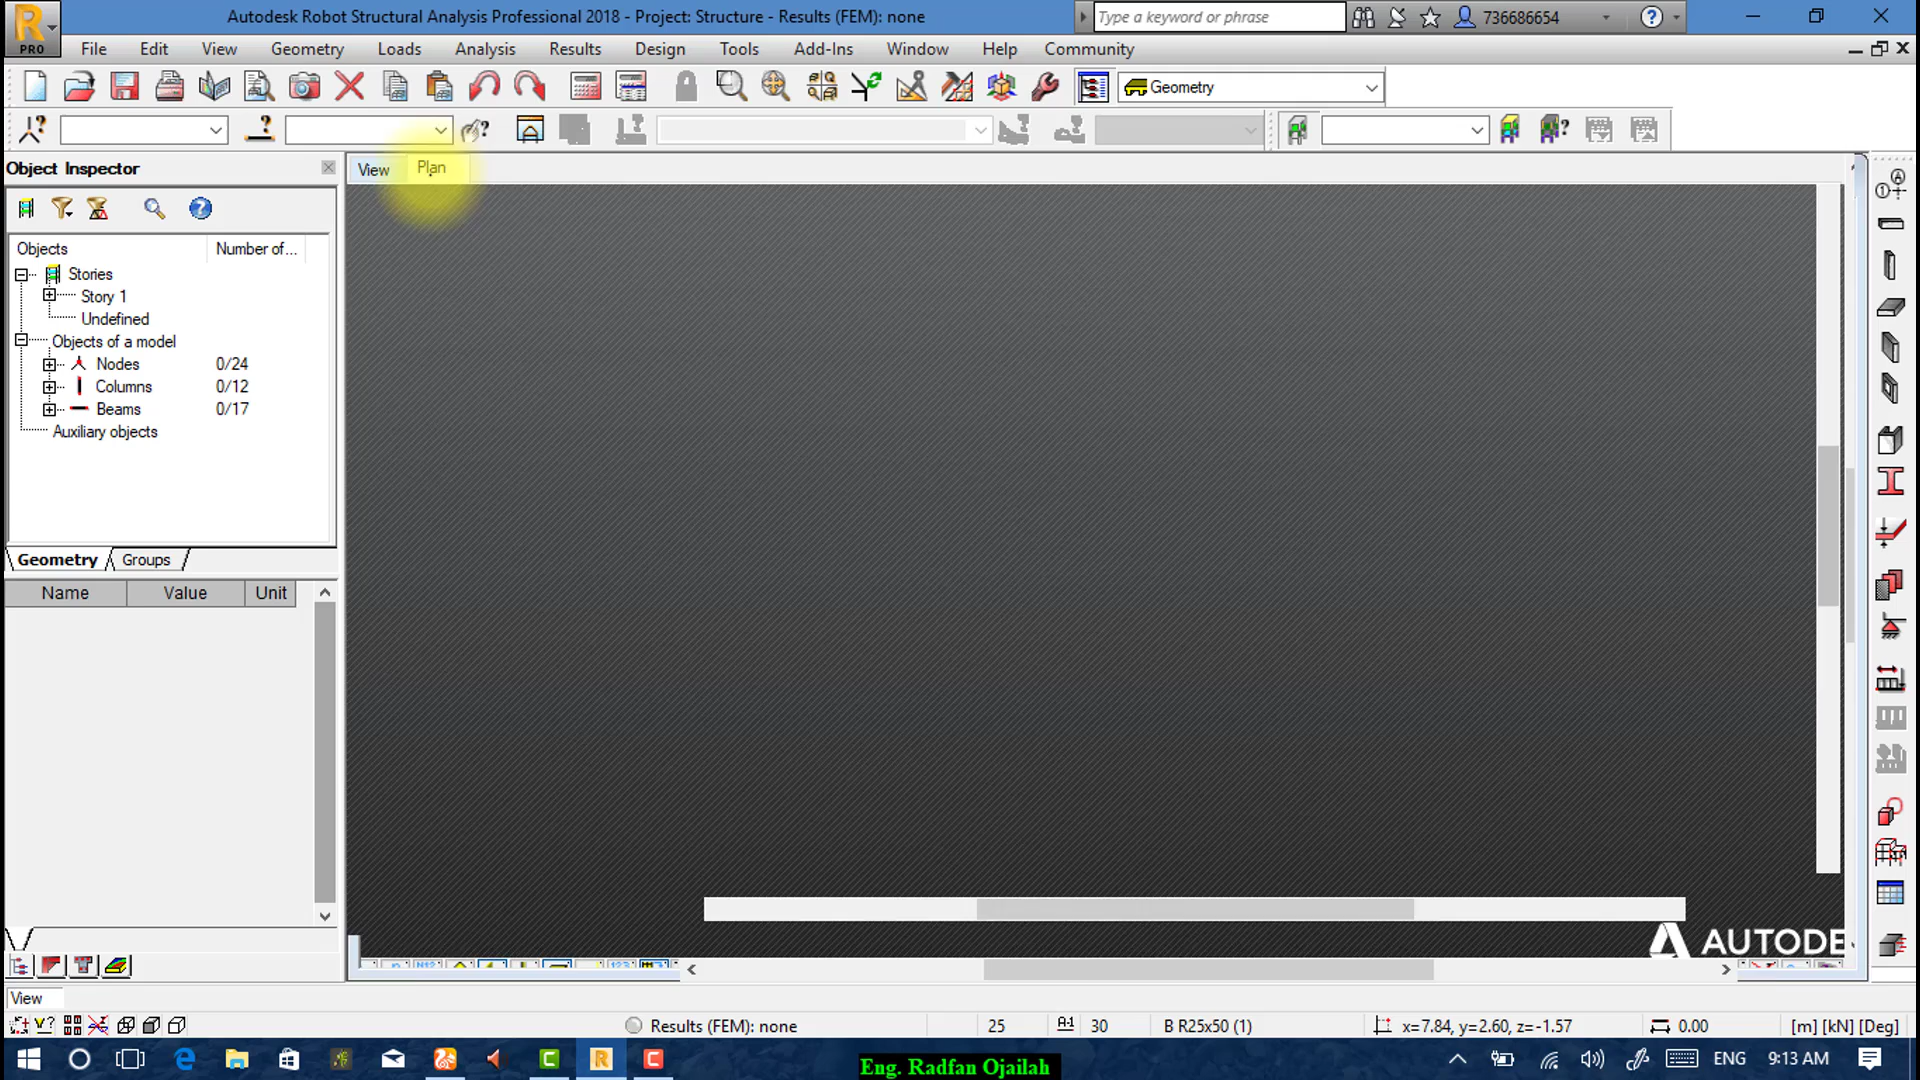 Autodesk Robot Structural Analysis Professional 2018 - Project: Structure - Results (FEM): none
Type a keyword or phrase
736686654
PRO
File Edit View Geometry Loads Analysis Results Design Tools Add-Ins Window Help Community
Geometry
Object Inspector
View Plan
Objects Number of...
Stories
Story 1
Undefined
Objects of a model
Nodes 0/24
Columns 0/12
Beams 0/17
Auxiliary objects
Geometry Groups
Name Value Unit
AUTODE
View
Results (FEM): none 25 30 B R25x50 (1) x=7.84, y=2.60, z=-1.57 0.00 [m] [kN] [Deg]
Eng. Radfan Ojailah
ENG 9:13 AM